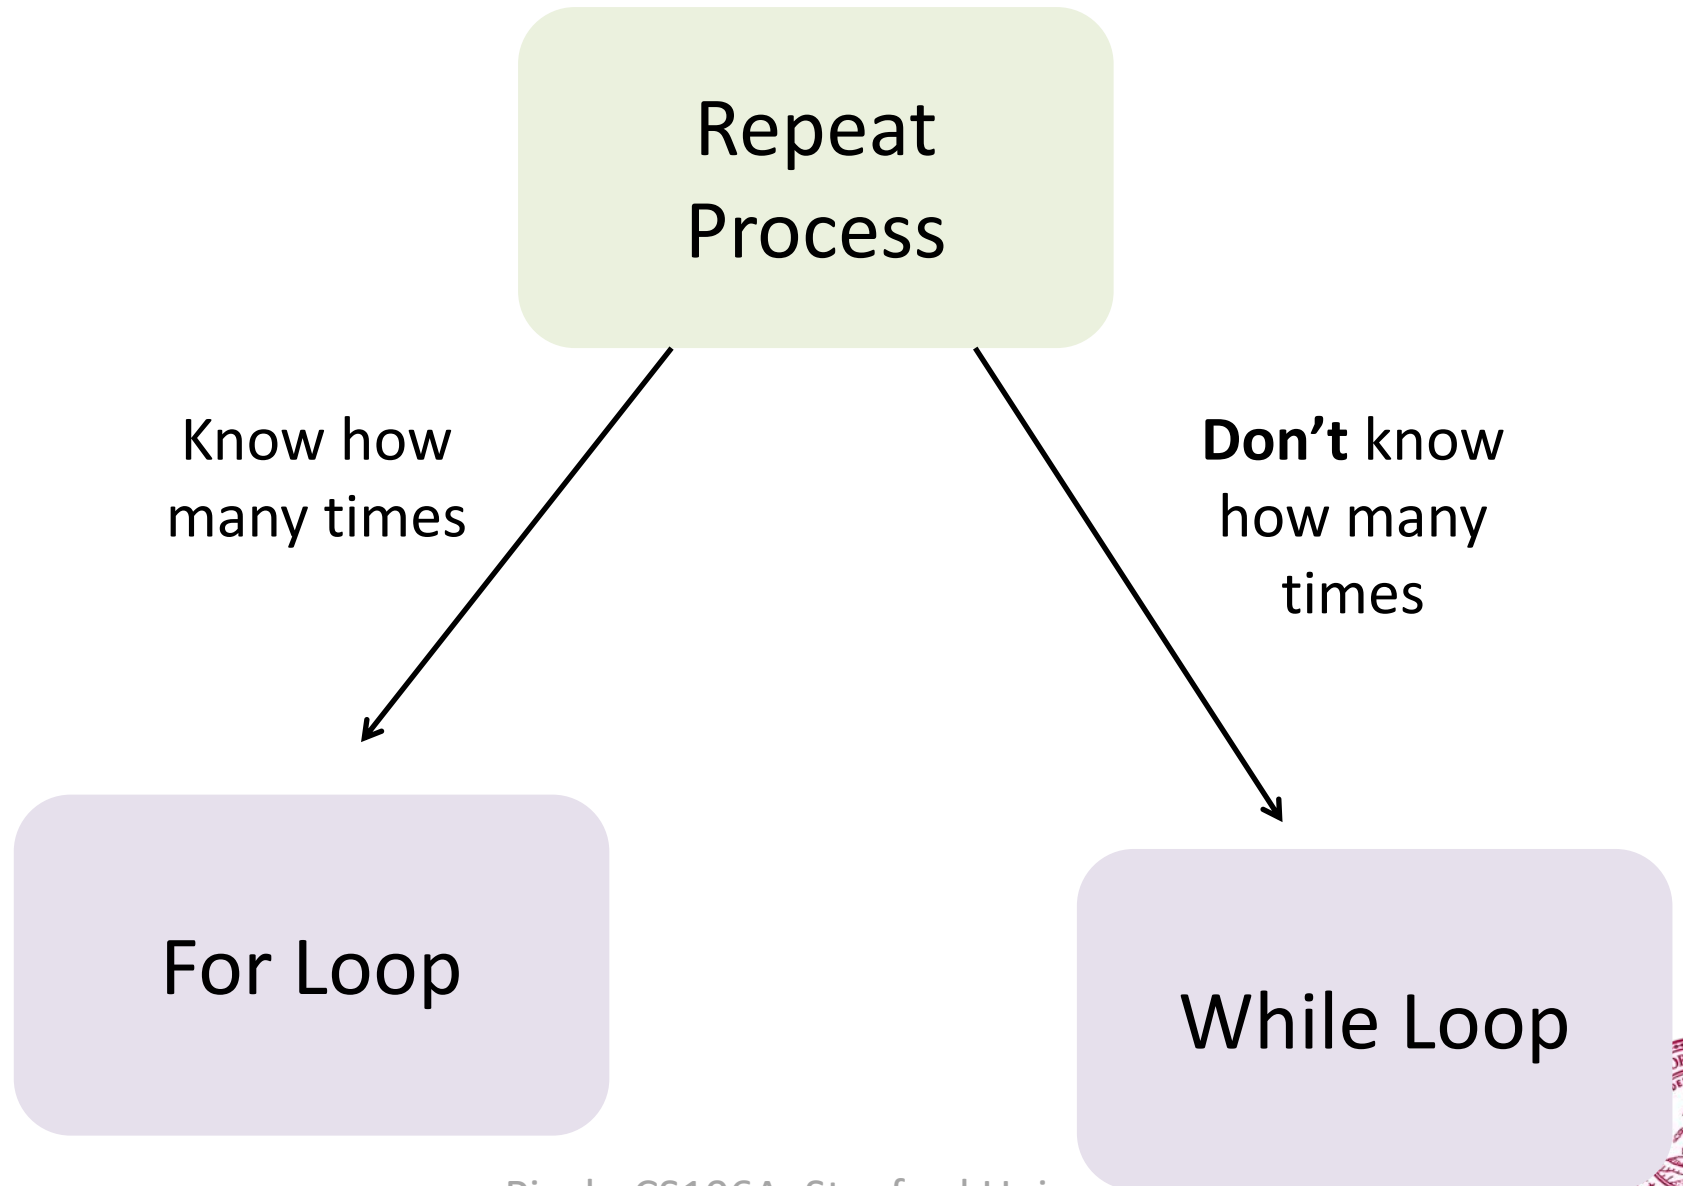 Repeat
Process
Know how
many times
Don't know
how many
times
For Loop
While Loop